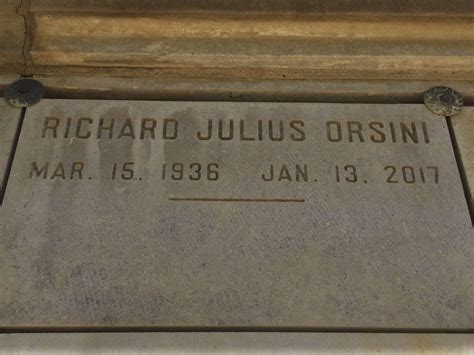 RICHARD JULIUS ORSINI
MAR. 15. 1936 JAN. 13. 2017